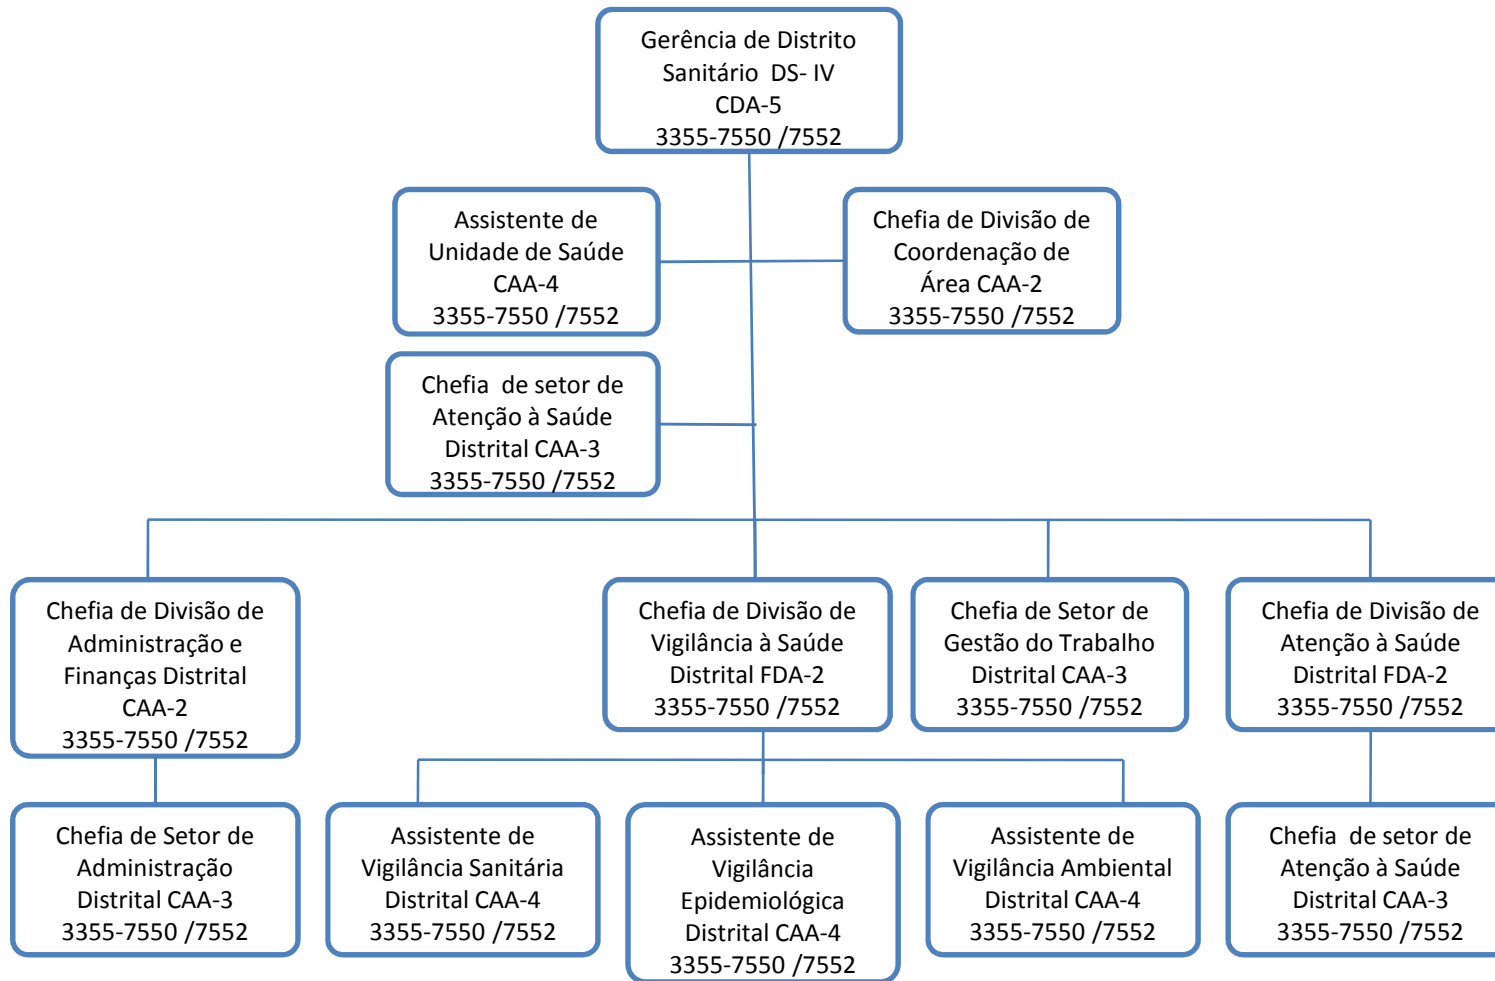 Gerência de Distrito
Sanitário DS- IV
CDA-5
3355-7550 /7552
Assistente de
Unidade de Saúde
CAA-4
3355-7550 /7552
Chefia de Divisão de
Coordenação de
Área CAA-2
3355-7550 /7552
Chefia de setor de
Atenção à Saúde
Distrital CAA-3
3355-7550 /7552
Chefia de Divisão de
Administração e
Finanças Distrital
CAA-2
3355-7550 /7552
Chefia de Divisão de
Vigilância à Saúde
Distrital FDA-2
3355-7550 /7552
Chefia de Setor de
Gestão do Trabalho
Distrital CAA-3
3355-7550 /7552
Chefia de Divisão de
Atenção à Saúde
Distrital FDA-2
3355-7550 /7552
Chefia de Setor de
Administração
Distrital CAA-3
3355-7550 /7552
Assistente de
Vigilância Sanitária
Distrital CAA-4
3355-7550 /7552
Assistente de
Vigilância
Epidemiológica
Distrital CAA-4
3355-7550 /7552
Assistente de
Vigilância Ambiental
Distrital CAA-4
3355-7550 /7552
Chefia de setor de
Atenção à Saúde
Distrital CAA-3
3355-7550 /7552